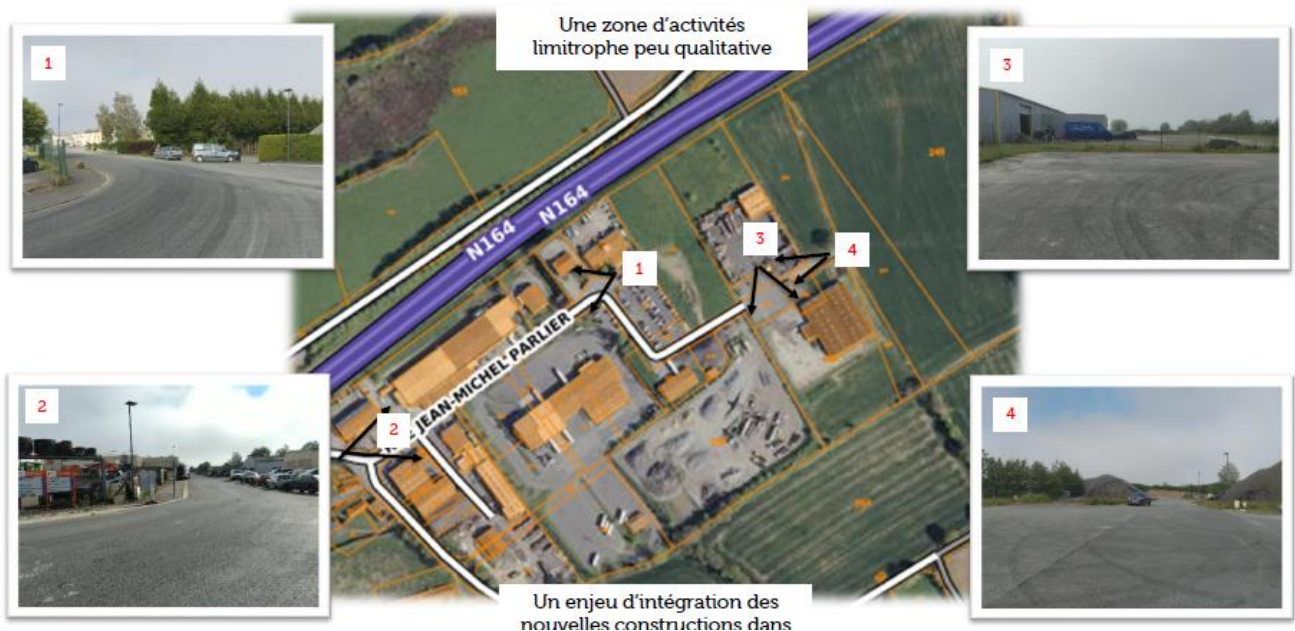 Une zone d'activités
limitrophe peu qualitative
1
3
N164
N164
1
3
4
JEAN-MICHEL PARLIER
2
2
4
Un enjeu d'intégration des
nouvelles constructions dans